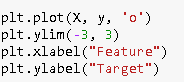 plt.plot(X, y, 'o')
plt.ylim(-3, 3)
plt.xlabel("Feature")
plt.ylabel("Target")